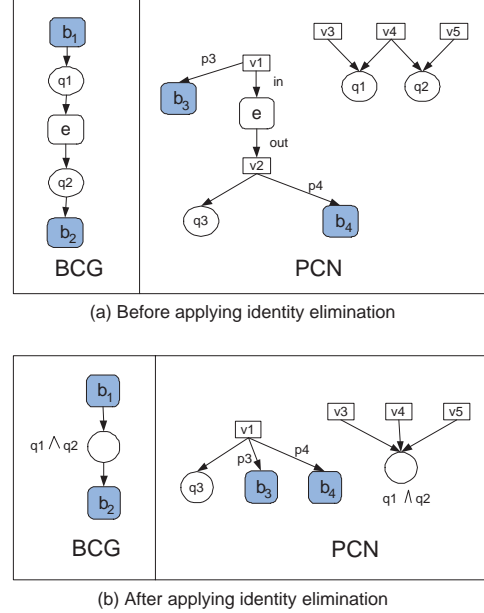 b1
q1
e
q2
b2
BCG
p3
v1
in
b3
e
out
v2
p4
q3
b4
v3
v4
v5
q1
q2
PCN
(a) Before applying identity elimination
b1
q1 ∧ q2
b2
BCG
v1
p3
p4
q3
b3
b4
v3
v4
v5
q1 ∧ q2
PCN
(b) After applying identity elimination